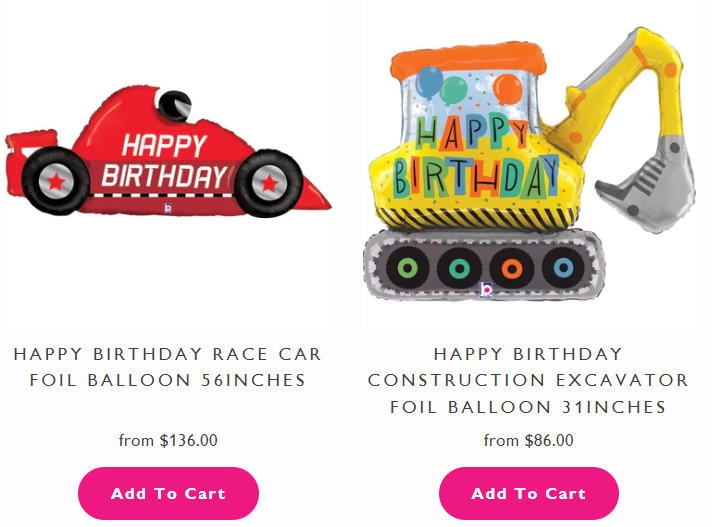 HAPPY
BIRTHDAY
HAPPY
BIRTHDAY
b
HAPPY BIRTHDAY RACE CAR
FOIL BALLOON 56INCHES
from $136.00
Add To Cart
HAPPY BIRTHDAY
CONSTRUCTION EXCAVATOR
FOIL BALLOON 31INCHES
from $86.00
Add To Cart